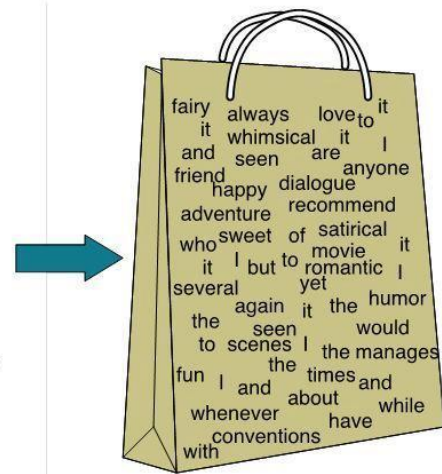 fairy always love to it
it whimsical it I
and seen are anyone
friend happy dialogue
adventure recommend
who sweet of satirical it
it I but to movie romantic I
several yet
again it the humor
the seen would
to scenes I the manages
fun the times and
I and about while
whenever have
conventions
with